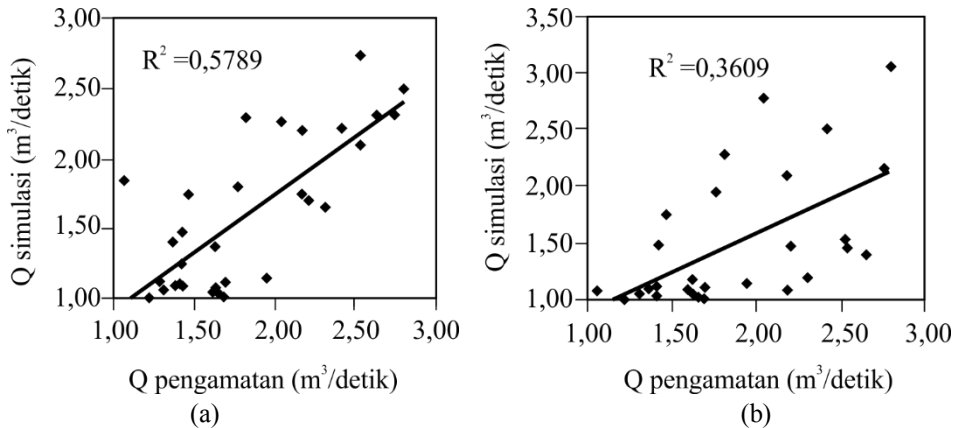 3,00
2,50
2,00
1,50
1,00
Q simulasi (m³/detik)
R² =0,5789
1,00 1,50 2,00 2,50 3,00
Q pengamatan (m³/detik)
(a)
3,50
3,00
2,50
2,00
1,50
1,00
Q simulasi (m³/detik)
R² =0,3609
1,00 1,50 2,00 2,50 3,00
Q pengamatan (m³/detik)
(b)